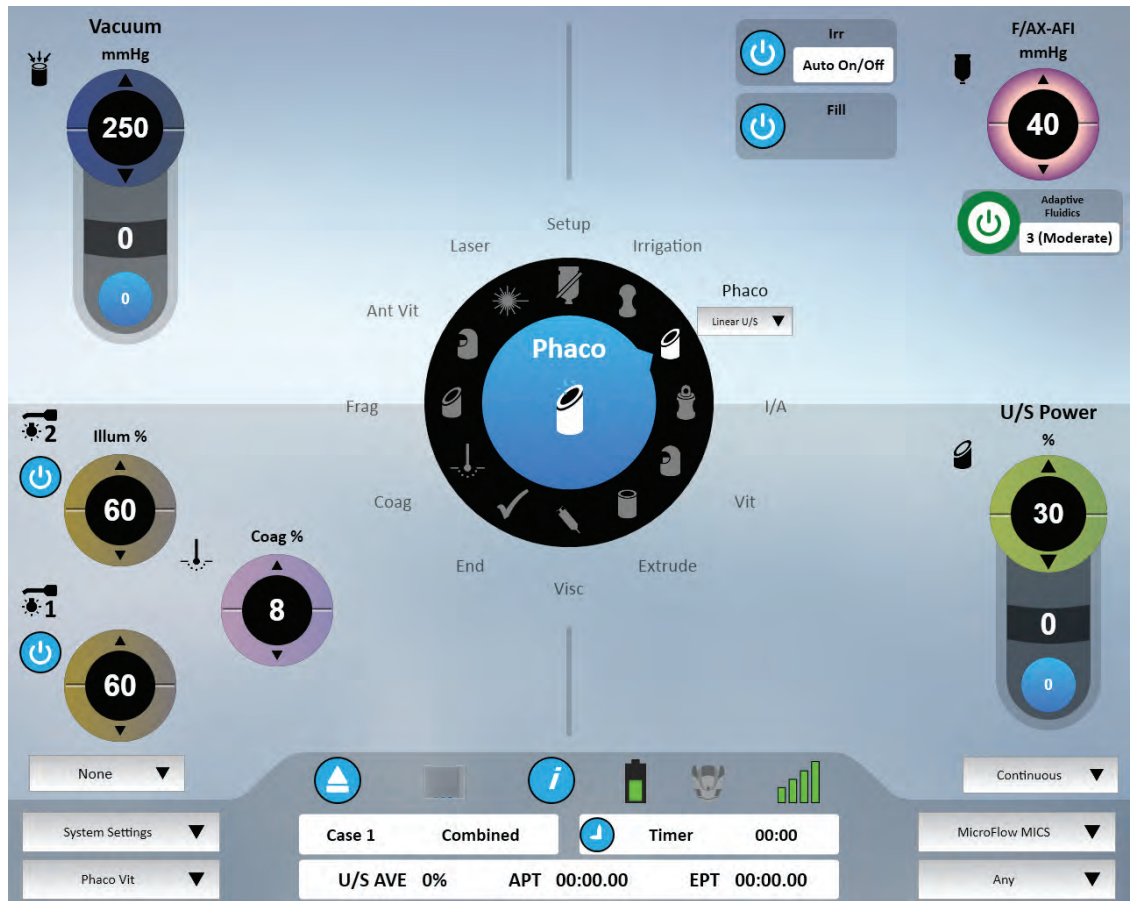 Vacuum
mmHg
250
0
0
Irr
Auto On/Off
Fill
F/AX-AFI
mmHg
40
Adaptive
Fluidics
3 (Moderate)
Setup
Laser
Irrigation
Ant Vit
Phaco
Linear U/S
Phaco
Frag
I/A
Coag
Vit
End
Extrude
Visc
2
Illum %
60
Coag %
8
1
60
None
System Settings
Phaco Vit
U/S Power
%
30
0
0
Continuous
MicroFlow MICS
Any
i
Case 1 Combined
Timer 00:00
U/S AVE 0% APT 00:00.00 EPT 00:00.00